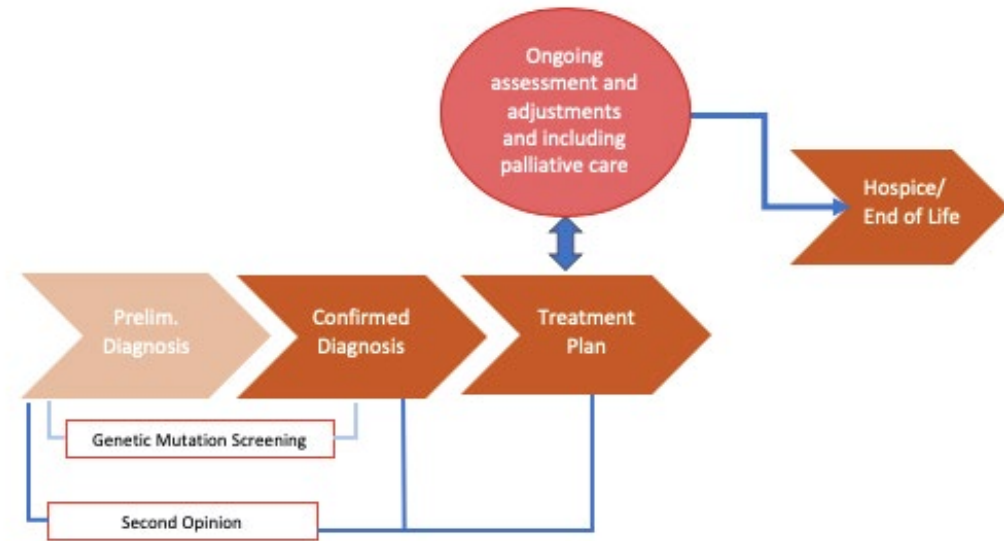 Ongoing
assessment and
adjustments
and including
palliative care
Hospice/
End of Life
Prelim.
Diagnosis
Confirmed
Diagnosis
Treatment
Plan
Genetic Mutation Screening
Second Opinion